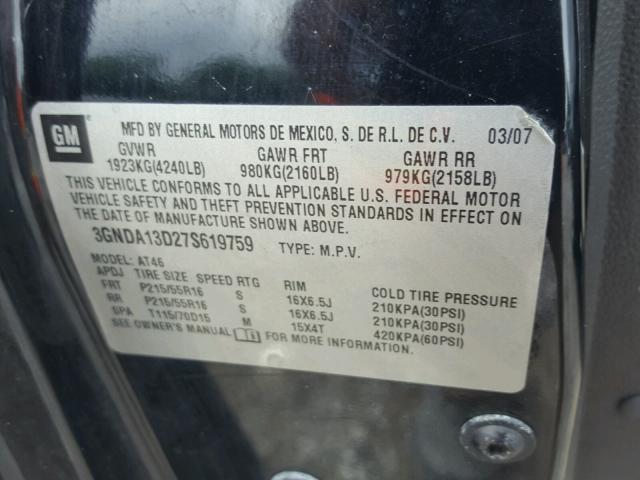 GM
MFD BY GENERAL MOTORS DE MEXICO, S. DE R.L. DE C.V. 03/07
GVWR GAWR FRT GAWR RR
1923KG(4240LB) 980KG(2160LB) 979KG(2158LB)
THIS VEHICLE CONFORMS TO ALL APPLICABLE U.S. FEDERAL MOTOR
VEHICLE SAFETY AND THEFT PREVENTION STANDARDS IN EFFECT ON
THE DATE OF MANUFACTURE SHOWN ABOVE.
3GNDA13D27S619759 TYPE: M.P.V.
MODEL: AT46
APDJ TIRE SIZE SPEED RTG RIM COLD TIRE PRESSURE
FRT P215/55R16 S 16X6.5J 210KPA(30PSI)
RR P215/55R16 S 16X6.5J 210KPA(30PSI)
SPA T115/70D15 M 15X4T 420KPA(60PSI)
SEE OWNER'S MANUAL FOR MORE INFORMATION.